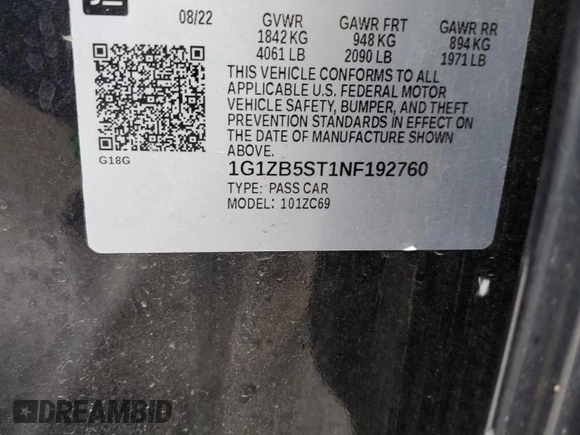 08/22 GVWR GAWR FRT GAWR RR
1842 KG 948 KG 894 KG
4061 LB 2090 LB 1971 LB
THIS VEHICLE CONFORMS TO ALL
APPLICABLE U.S. FEDERAL MOTOR
VEHICLE SAFETY, BUMPER, AND THEFT
PREVENTION STANDARDS IN EFFECT ON
THE DATE OF MANUFACTURE SHOWN
ABOVE.
G18G
1G1ZB5ST1NF192760
TYPE: PASS CAR
MODEL: 101ZC69
DREAMBID